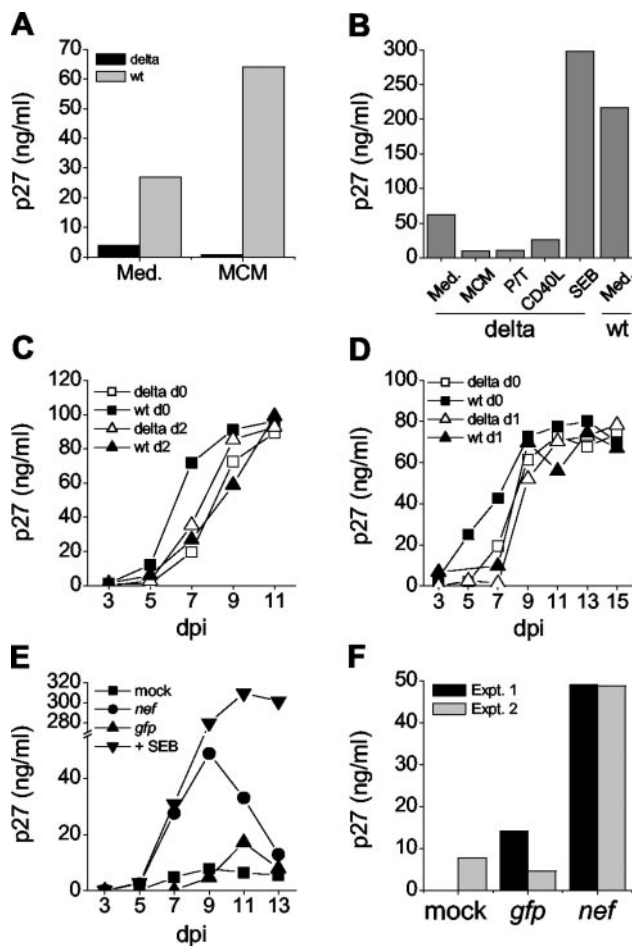 A
70
60
50
40
30
20
10
0
p27 (ng/ml)
delta
wt
Med.
MCM
B
300
250
200
150
100
50
0
p27 (ng/ml)
Med.
MCM
P/T
CD40L
SEB
Med.
delta
wt
C
120
100
80
60
40
20
0
p27 (ng/ml)
delta d0
wt d0
delta d2
wt d2
3 5 7 9 11
dpi
D
80
60
40
20
0
p27 (ng/ml)
delta d0
wt d0
delta d1
wt d1
3 5 7 9 11 13 15
dpi
E
320
300
280
40
20
0
p27 (ng/ml)
mock
nef
gfp
+ SEB
3 5 7 9 11 13
dpi
F
50
40
30
20
10
0
p27 (ng/ml)
Expt. 1
Expt. 2
mock gfp nef